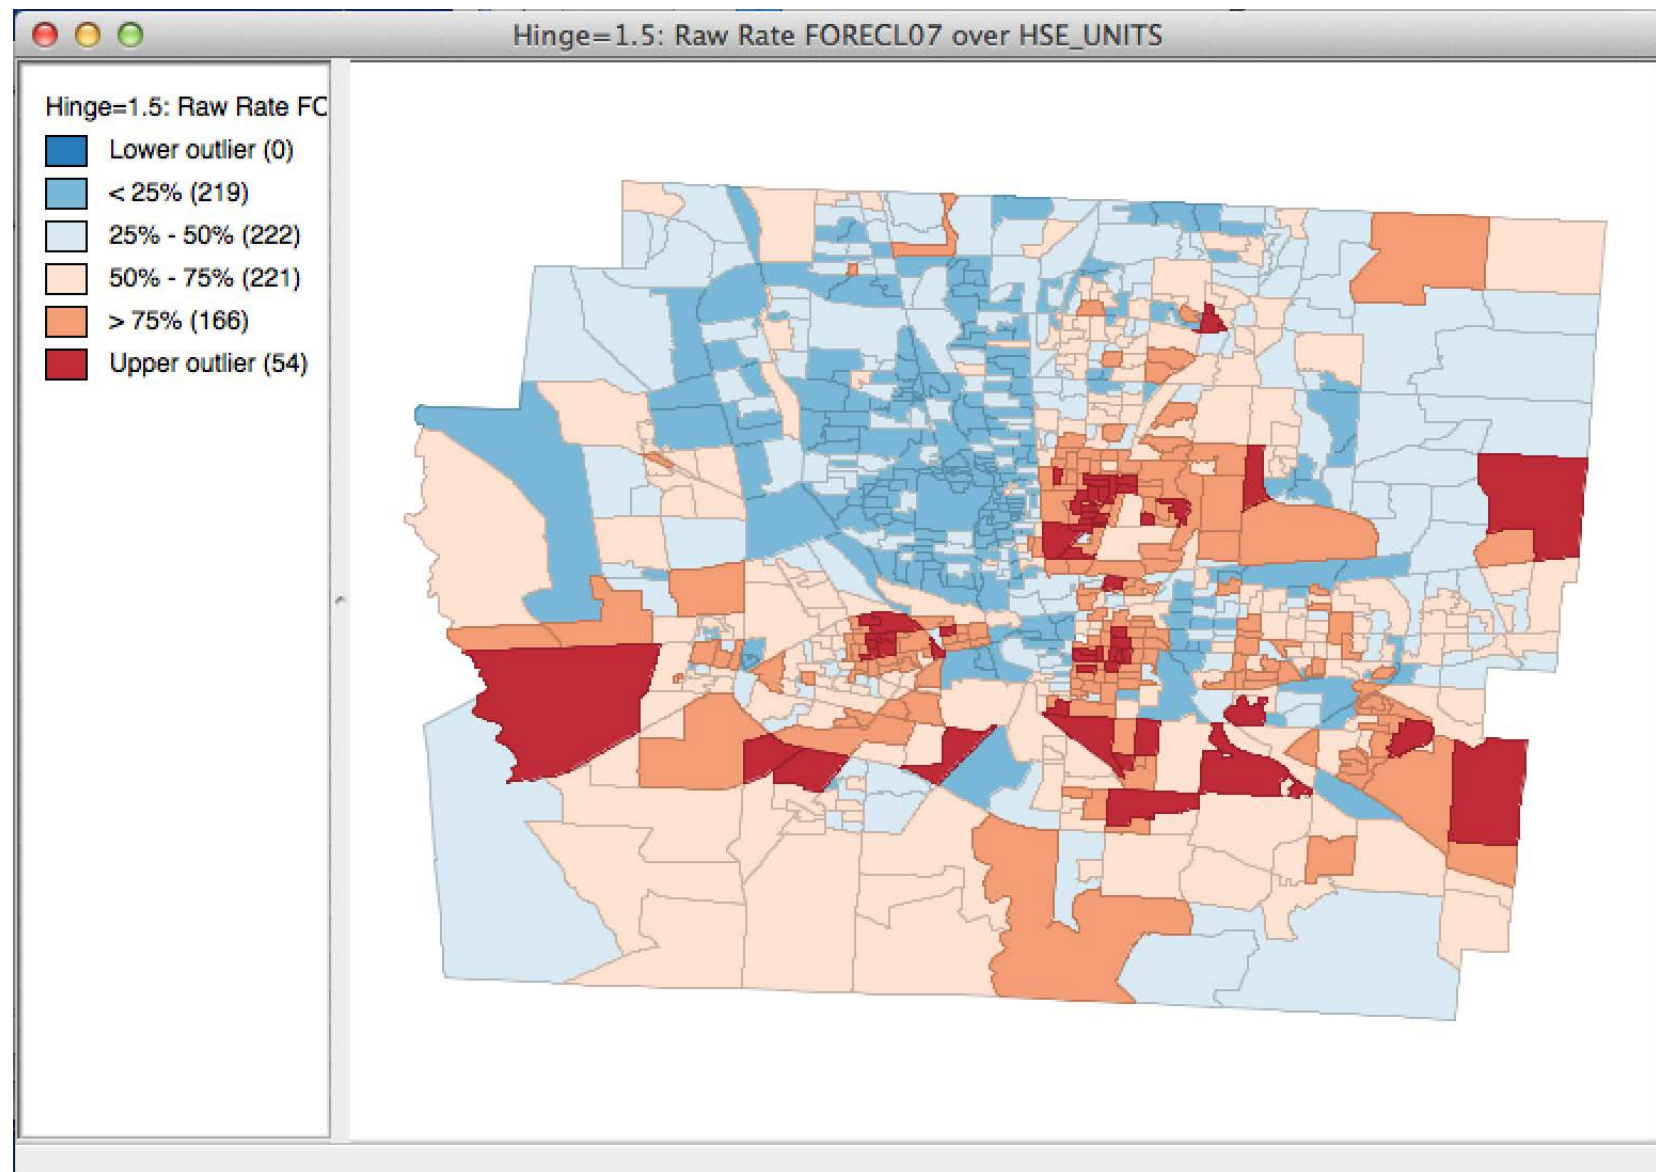 Hinge=1.5: Raw Rate FORECL07 over HSE_UNITS
Hinge=1.5: Raw Rate FC
Lower outlier (0)
< 25% (219)
25% - 50% (222)
50% - 75% (221)
> 75% (166)
Upper outlier (54)